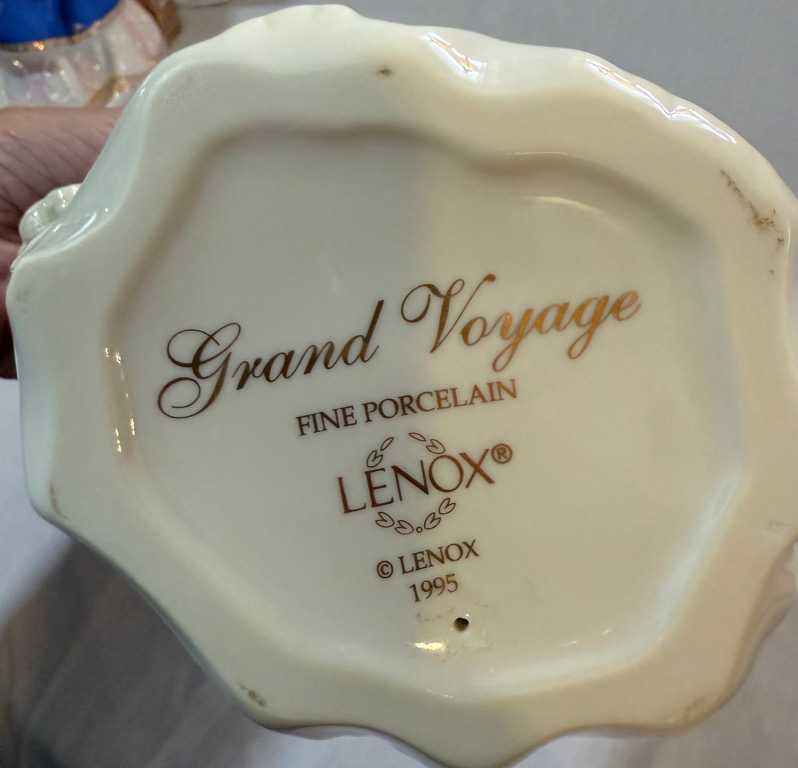 Grand Voyage
FINE PORCELAIN
LENOX®
© LENOX
1995